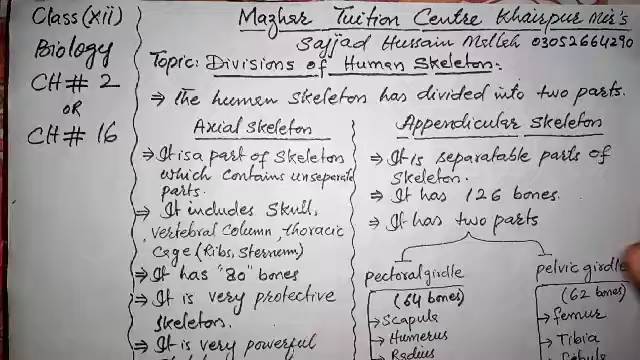 Class (xii)
Biology
CH# 2
OR
CH# 16
Mazhar Tuition Centre Khairpur Mir's
Sajjad Hussain Mallah 03052664290
Topic: Divisions of Human Skeleton:-
⇒ The human skeleton has divided into two parts.
Axial Skeleton
⇒ It is a part of skeleton
which contains unseparate
parts.
⇒ It includes Skull,
vertebral column, thoracic
Cage (Ribs, Sternum)
⇒ It has "80" bones
⇒ It is very protective
skeleton.
⇒ It is very powerful
Appendicular Skeleton
⇒ It is separatable parts of
skeleton.
⇒ It has 126 bones.
⇒ It has two parts
pectoral girdle
(64 bones)
→ Scapula
→ Humerus
→ Radius
pelvic girdle
(62 bones)
→ femur
→ Tibia